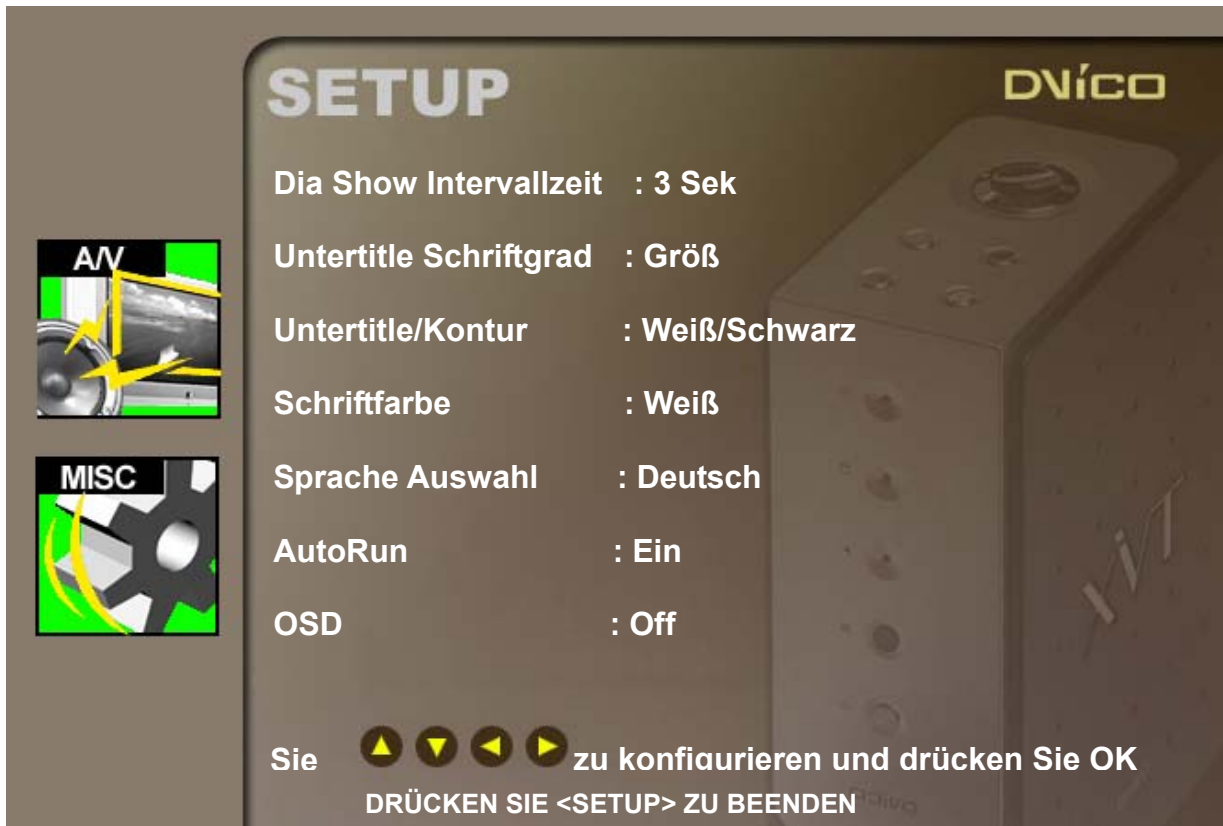 SETUP
DVico
Dia Show Intervallzeit : 3 Sek
A/V
Untertitle Schriftgrad : Größ
Untertitle/Kontur : Weiß/Schwarz
Schriftfarbe : Weiß
MISC
Sprache Auswahl : Deutsch
AutoRun : Ein
OSD : Off
Sie zu konfigurieren und drücken Sie OK
DRÜCKEN SIE <SETUP> ZU BEENDEN